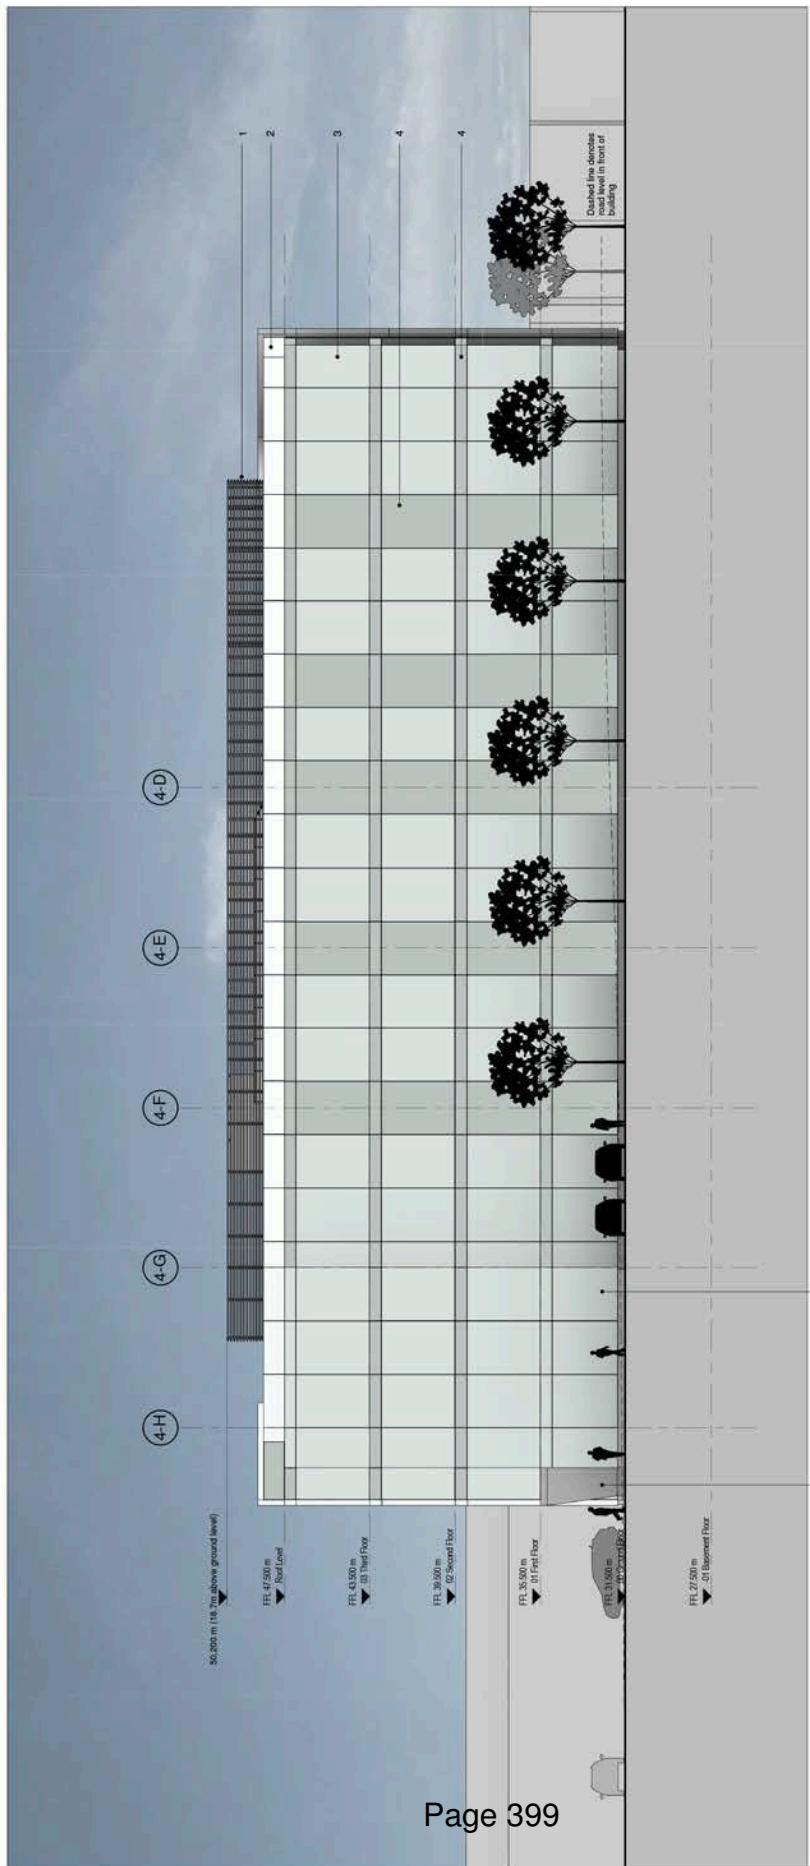 50.200 m (18.7m above ground level)
FFL 47.500 m
Roof Level
FFL 43.500 m
03 Third Floor
FFL 39.500 m
02 Second Floor
FFL 35.500 m
01 First Floor
FFL 31.500 m
00 Ground Floor
FFL 27.500 m
-01 Basement Floor
4-H
4-G
4-F
4-E
4-D
1
2
3
4
4
Dashed line denotes
road level in front of
building
Page 399